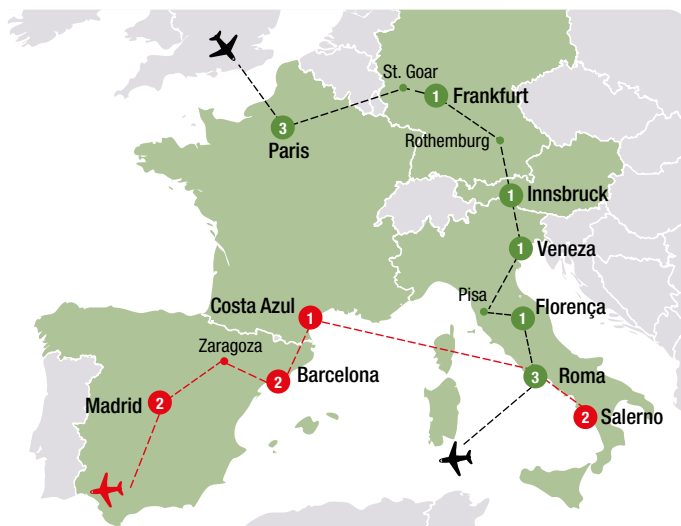 St. Goar
1 Frankfurt
3
Paris
Rothemburg
1 Innsbruck
1 Veneza
Pisa
Florença
1
Costa Azul
1
Zaragoza
2 Barcelona
3 Roma
Madrid 2
2 Salerno